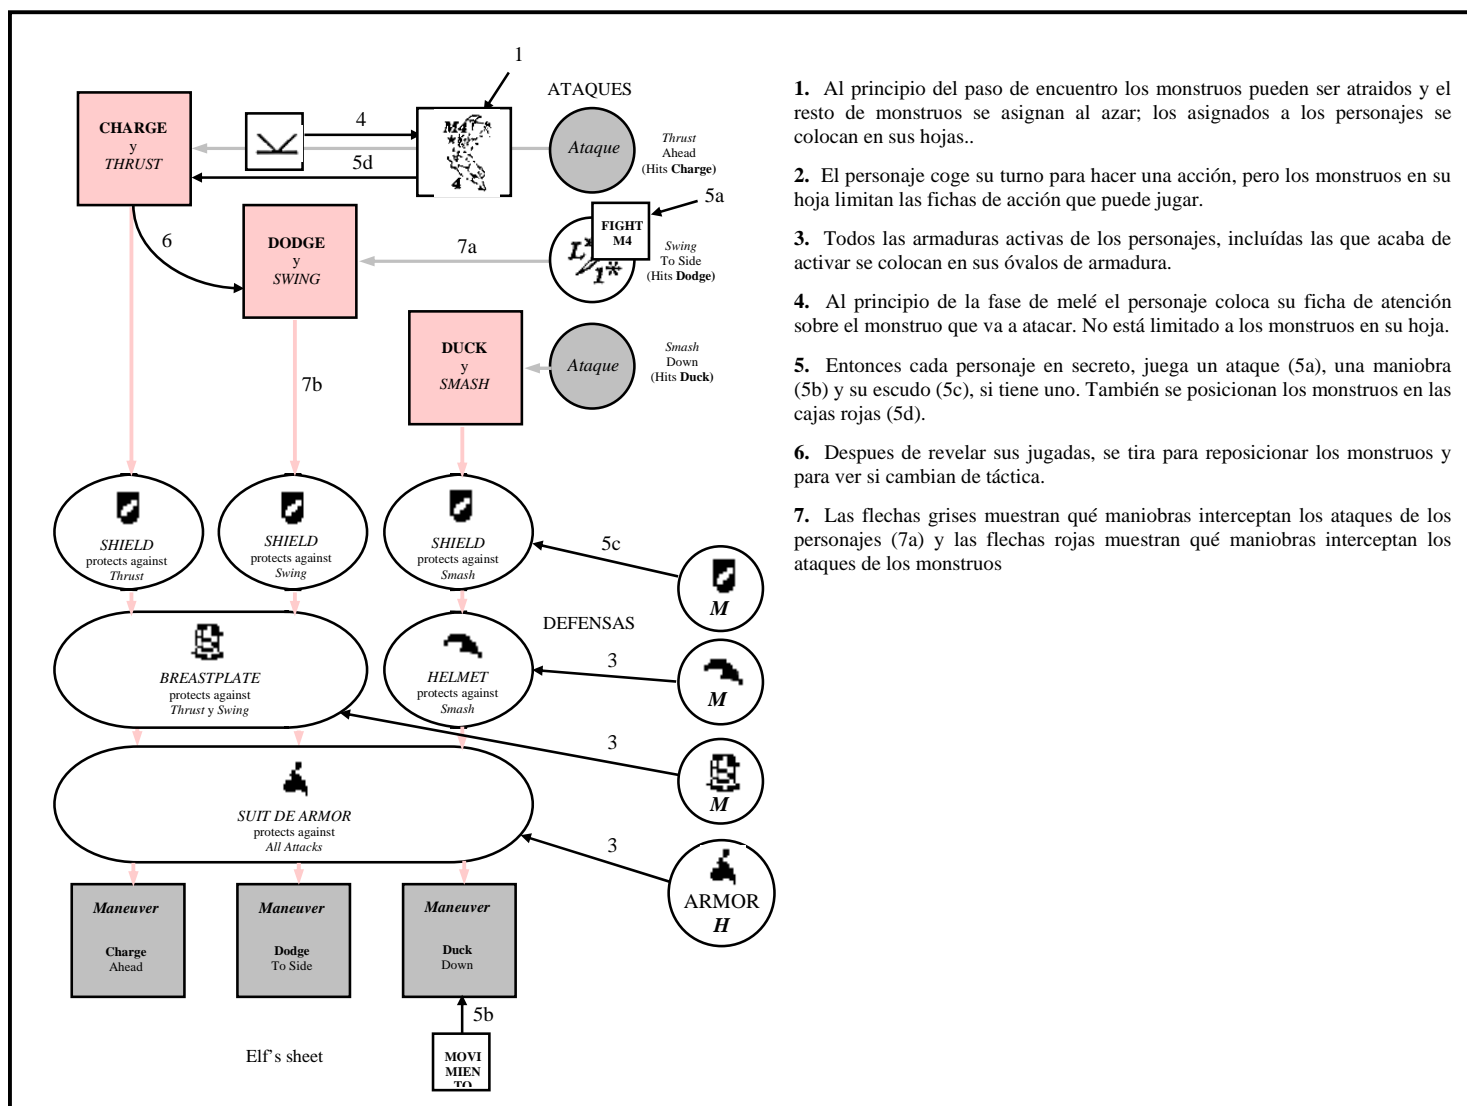 1
ATAQUES
CHARGE
y
THRUST
4
5d
M4
*
4
Ataque
Thrust
Ahead
(Hits Charge)
5a
6
DODGE
y
SWING
7a
FIGHT
M4
L*
1*
Swing
To Side
(Hits Dodge)
7b
DUCK
y
SMASH
Ataque
Smash
Down
(Hits Duck)
SHIELD
protects against
Thrust
SHIELD
protects against
Swing
SHIELD
protects against
Smash
5c
M
DEFENSAS
BREASTPLATE
protects against
Thrust y Swing
HELMET
protects against
Smash
3
M
3
M
SUIT DE ARMOR
protects against
All Attacks
3
ARMOR
H
Maneuver
Charge
Ahead
Maneuver
Dodge
To Side
Maneuver
Duck
Down
5b
Elf's sheet
MOVI
MIEN
TO
1. Al principio del paso de encuentro los monstruos pueden ser atraidos y el
resto de monstruos se asignan al azar; los asignados a los personajes se
colocan en sus hojas..
2. El personaje coge su turno para hacer una acción, pero los monstruos en su
hoja limitan las fichas de acción que puede jugar.
3. Todos las armaduras activas de los personajes, incluídas las que acaba de
activar se colocan en sus óvalos de armadura.
4. Al principio de la fase de melé el personaje coloca su ficha de atención
sobre el monstruo que va a atacar. No está limitado a los monstruos en su hoja.
5. Entonces cada personaje en secreto, juega un ataque (5a), una maniobra
(5b) y su escudo (5c), si tiene uno. También se posicionan los monstruos en las
cajas rojas (5d).
6. Despues de revelar sus jugadas, se tira para reposicionar los monstruos y
para ver si cambian de táctica.
7. Las flechas grises muestran qué maniobras interceptan los ataques de los
personajes (7a) y las flechas rojas muestran qué maniobras interceptan los
ataques de los monstruos